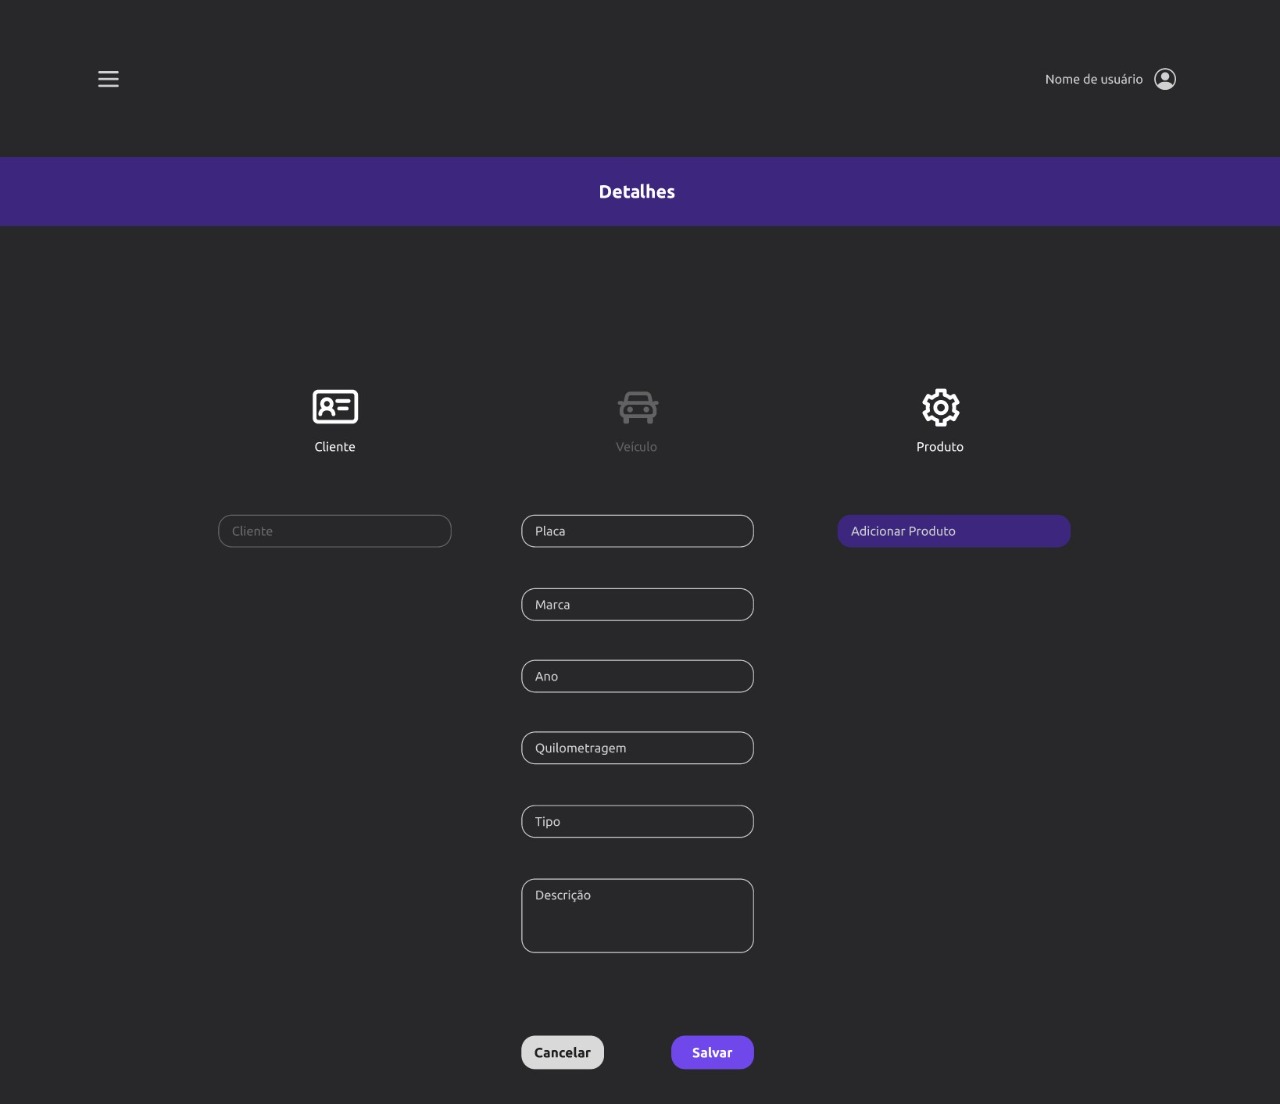 Nome de usuário
Detalhes
Cliente
Veículo
Produto
Cliente
Placa
Adicionar Produto
Marca
Ano
Quilometragem
Tipo
Descrição
Cancelar
Salvar